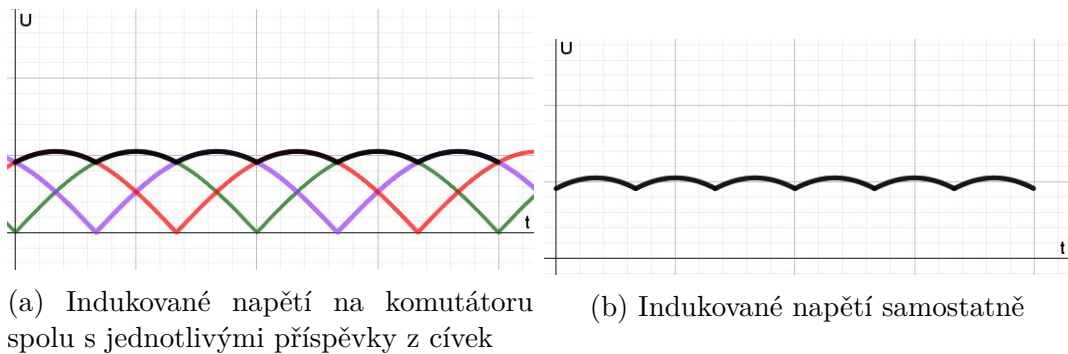 U
t
(a) Indukované napětí na komutátoru
spolu s jednotlivými příspěvky z cívek
U
t
(b) Indukované napětí samostatně